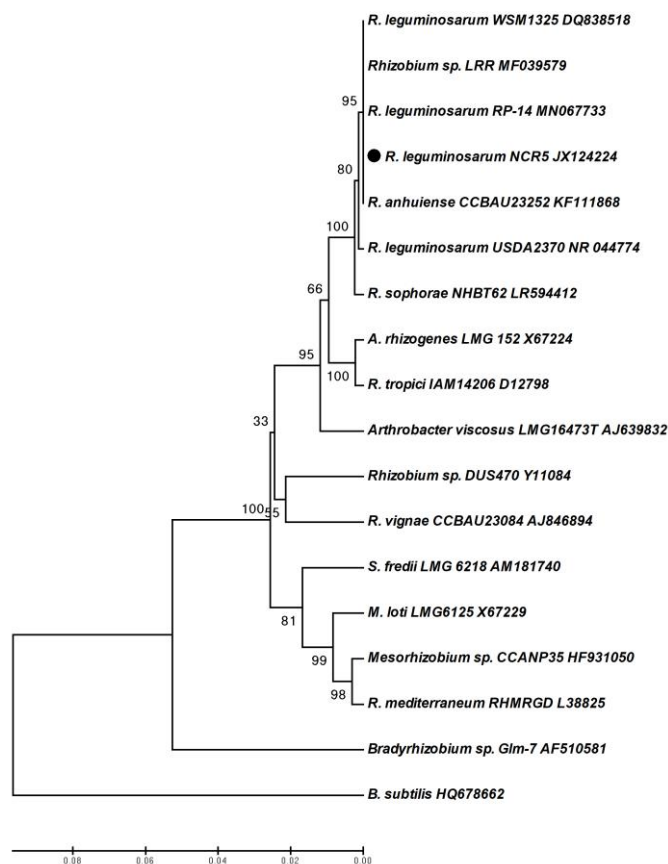 R. leguminosarum WSM1325 DQ838518
Rhizobium sp. LRR MF039579
95
R. leguminosarum RP-14 MN067733
R. leguminosarum NCR5 JX124224
80
R. anhuiense CCBAU23252 KF111868
100
R. leguminosarum USDA2370 NR 044774
66
R. sophorae NHBT62 LR594412
A. rhizogenes LMG 152 X67224
95
100
R. tropici IAM14206 D12798
33
Arthrobacter viscosus LMG16473T AJ639832
Rhizobium sp. DUS470 Y11084
100
55
R. vignae CCBAU23084 AJ846894
S. fredii LMG 6218 AM181740
81
M. loti LMG6125 X67229
99
Mesorhizobium sp. CCANP35 HF931050
98
R. mediterraneum RHMRGD L38825
Bradyrhizobium sp. Glm-7 AF510581
B. subtilis HQ678662
0.08 0.06 0.04 0.02 0.00